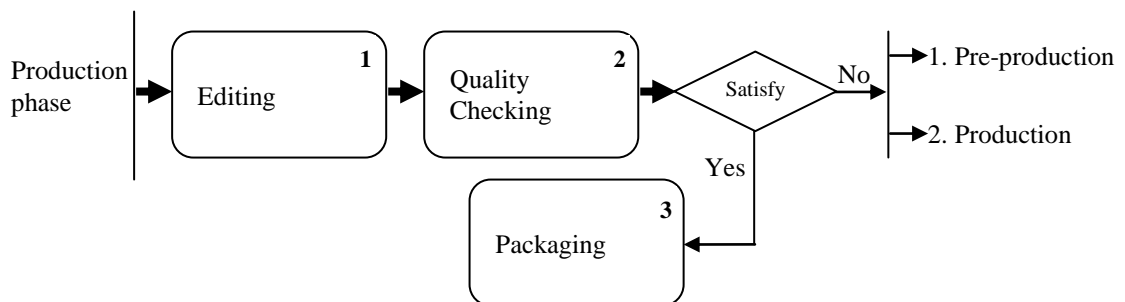 Production
phase
1
Editing
2
Quality
Checking
Satisfy
No
1. Pre-production
2. Production
Yes
3
Packaging